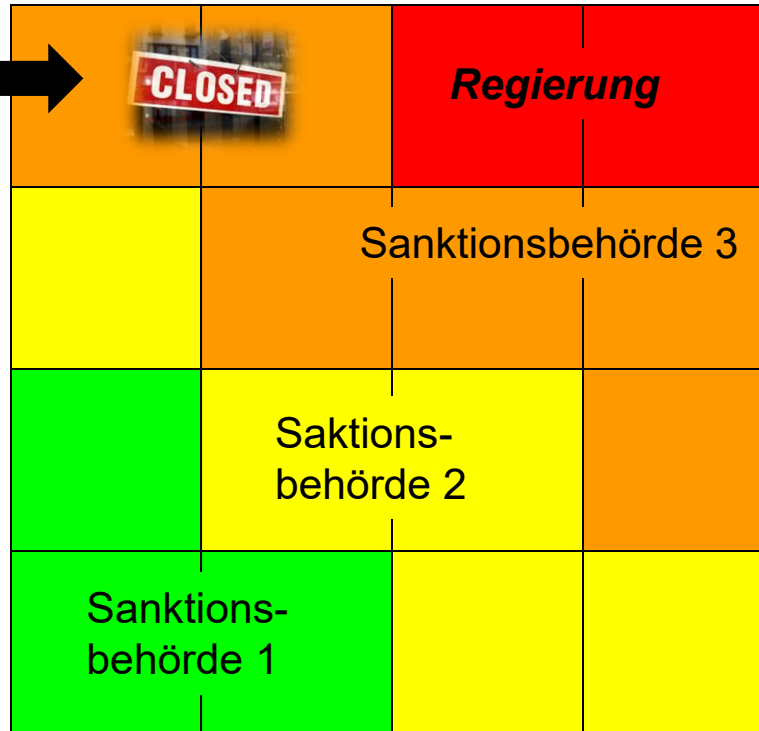 CLOSED
Regierung
Sanktionsbehörde 3
Saktions-
behörde 2
Sanktions-
behörde 1